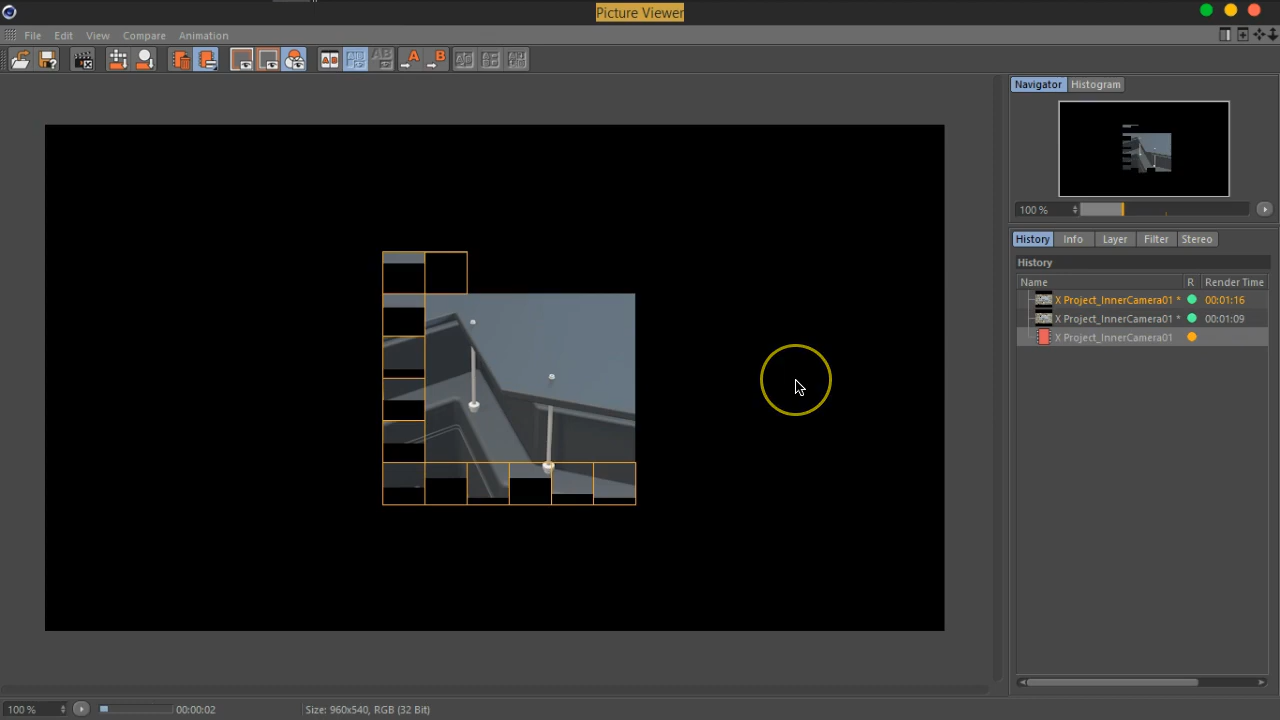 Picture Viewer
File Edit View Compare Animation
Navigator Histogram
100 %
History Info Layer Filter Stereo
History
Name R Render Time
X Project_InnerCamera01 * 00:01:16
X Project_InnerCamera01 * 00:01:09
X Project_InnerCamera01
100 % 00:00:02 Size: 960x540, RGB (32 Bit)